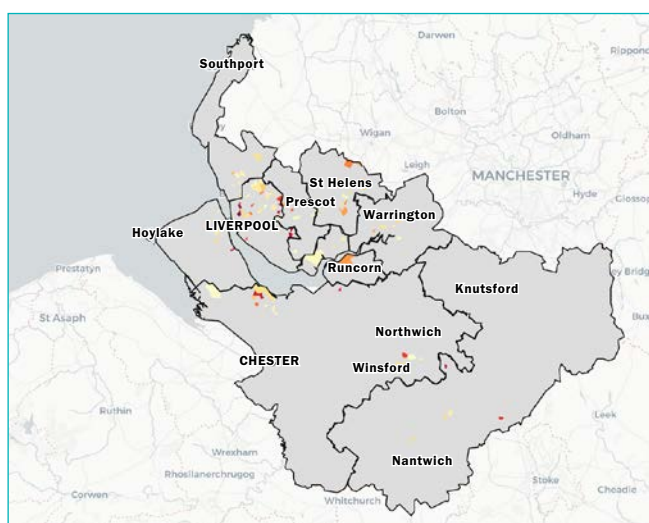 Darwen
Southport
Rippond
Bolton
Wigan
Oldham
Leigh
MANCHESTER
St Helens
Prescot
Hyde
Glossop
Warrington
LIVERPOOL
Hoylake
Runcorn
Prestatyn
Knutsford
St Asaph
Northwich
CHESTER
Winsford
Ruthin
Leek
Wrexham
Nantwich
Rhosllanerchrugog
Stoke
Cheadle
Corwen
Whitchurch